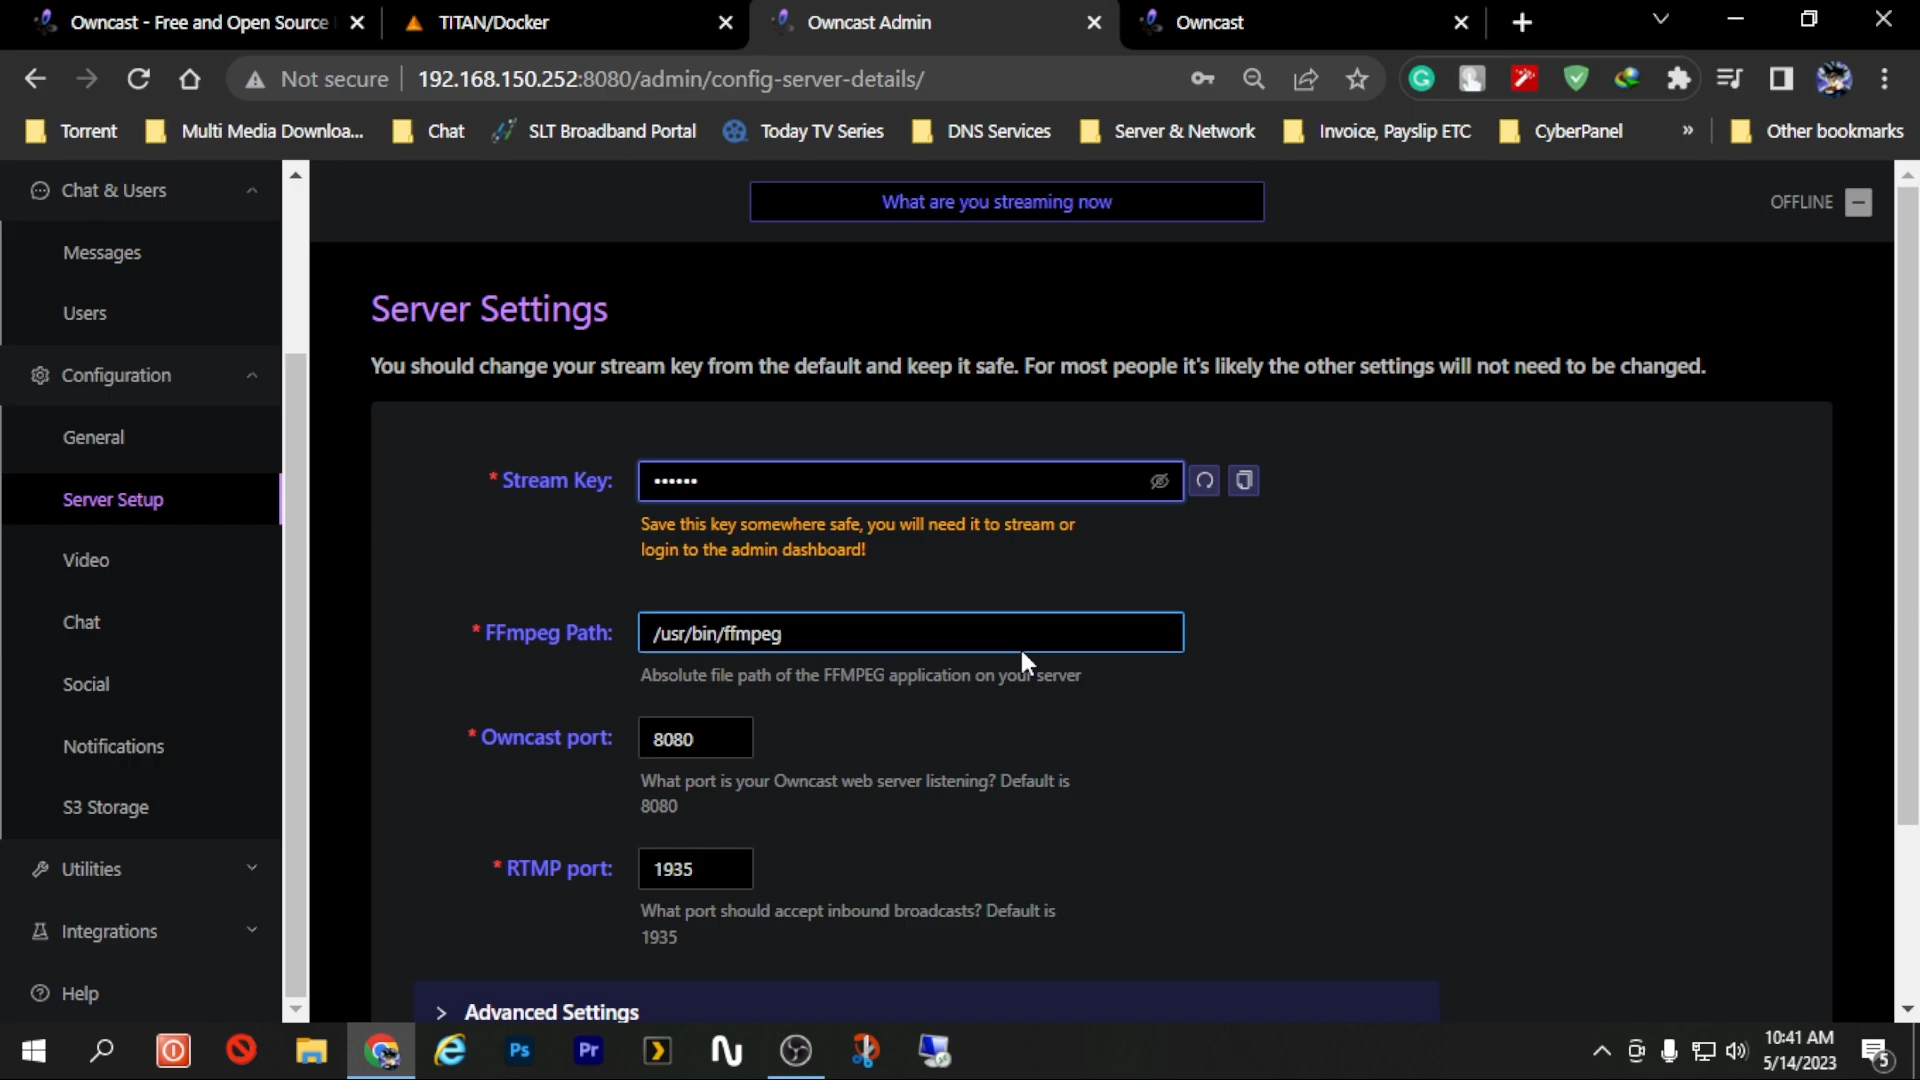 Owncast - Free and Open Source
TITAN/Docker
Owncast Admin
Owncast
Not secure
192.168.150.252:8080/admin/config-server-details/
Torrent
Multi Media Downloa...
Chat
SLT Broadband Portal
Today TV Series
DNS Services
Server & Network
Invoice, Payslip ETC
CyberPanel
»
Other bookmarks
Chat & Users
Messages
Users
Configuration
General
Server Setup
Video
Chat
Social
Notifications
S3 Storage
Utilities
Integrations
Help
What are you streaming now
OFFLINE
Server Settings
You should change your stream key from the default and keep it safe. For most people it's likely the other settings will not need to be changed.
* Stream Key:
••••••
Save this key somewhere safe, you will need it to stream or
login to the admin dashboard!
* FFmpeg Path:
/usr/bin/ffmpeg
Absolute file path of the FFMPEG application on your server
* Owncast port:
8080
What port is your Owncast web server listening? Default is
8080
* RTMP port:
1935
What port should accept inbound broadcasts? Default is
1935
> Advanced Settings
Ps
Pr
10:41 AM
5/14/2023
5